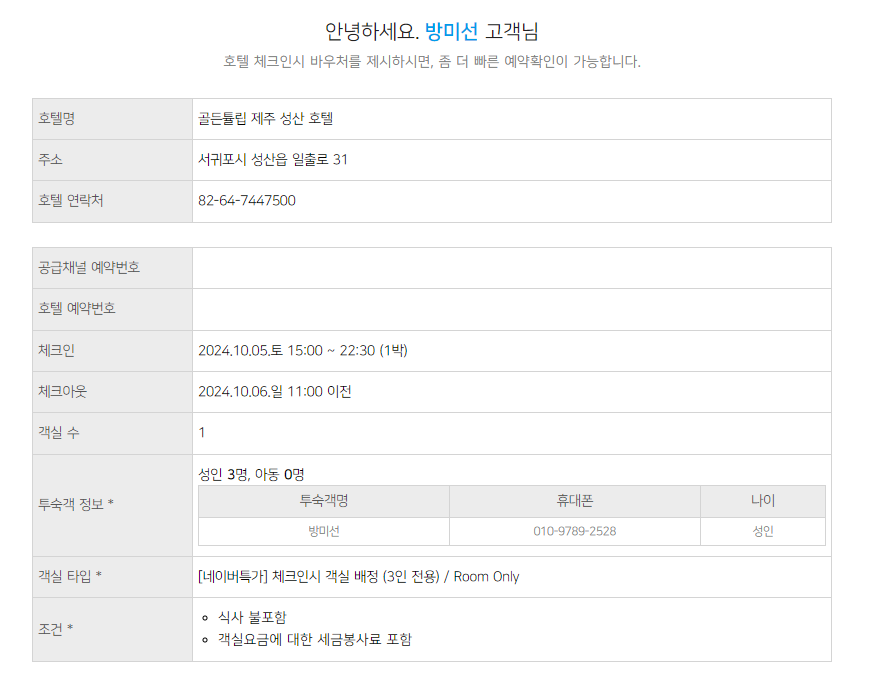 안녕하세요. 방미선 고객님
호텔 체크인시 바우처를 제시하시면, 좀 더 빠른 예약확인이 가능합니다.
호텔명 골든튤립 제주 성산 호텔
주소 서귀포시 성산읍 일출로 31
호텔 연락처 82-64-7447500
공급채널 예약번호
호텔 예약번호
체크인 2024.10.05.토 15:00 ~ 22:30 (1박)
체크아웃 2024.10.06.일 11:00 이전
객실 수 1
투숙객 정보 * 성인 3명, 아동 0명
투숙객명 휴대폰 나이
방미선 010-9789-2528 성인
객실 타입 * [네이버특가] 체크인시 객실 배정 (3인 전용) / Room Only
조건 *
식사 불포함
객실요금에 대한 세금봉사료 포함